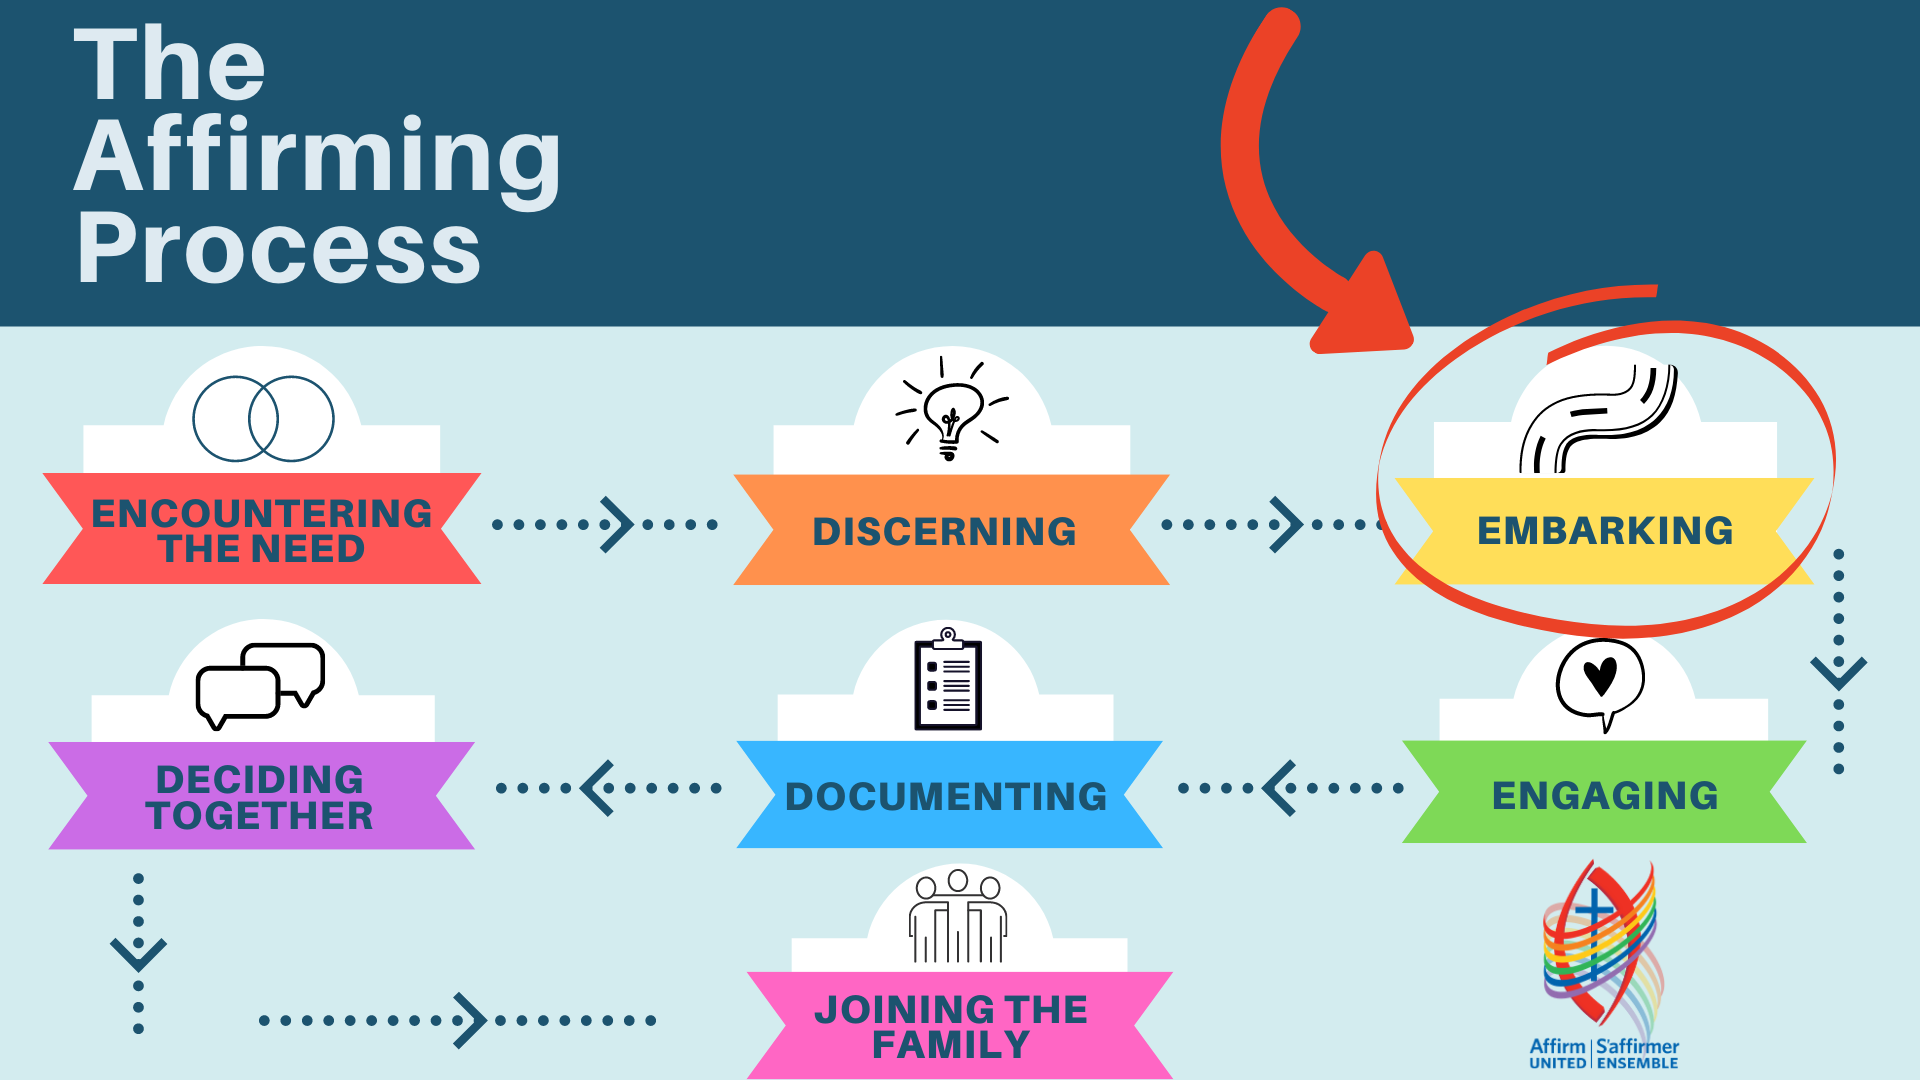 The
Affirming
Process
ENCOUNTERING
THE NEED
DISCERNING
EMBARKING
DECIDING
TOGETHER
DOCUMENTING
ENGAGING
JOINING THE
FAMILY
Affirm | S'affirmer
UNITED | ENSEMBLE